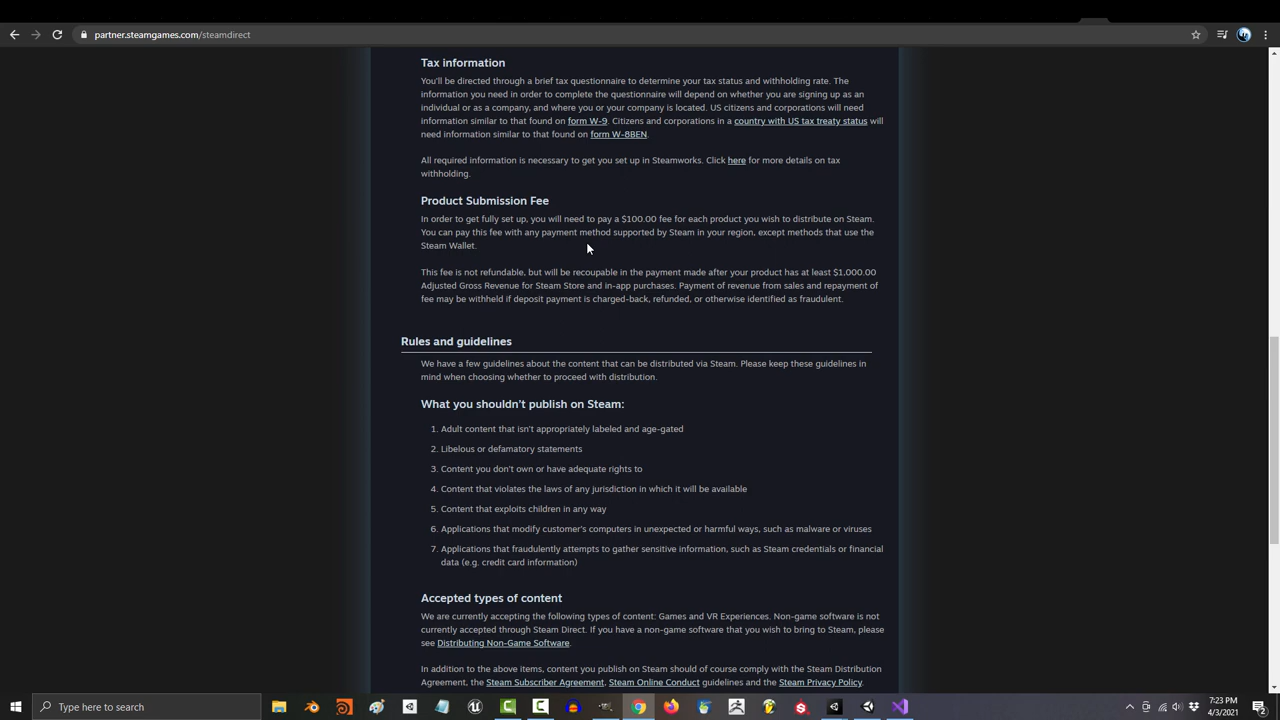 partner.steamgames.com/steamdirect
Tax information
You'll be directed through a brief tax questionnaire to determine your tax status and withholding rate. The
information you need in order to complete the questionnaire will depend on whether you are signing up as an
individual or as a company, and where you or your company is located. US citizens and corporations will need
information similar to that found on form W-9. Citizens and corporations in a country with US tax treaty status will
need information similar to that found on form W-8BEN.
All required information is necessary to get you set up in Steamworks. Click here for more details on tax
withholding.
Product Submission Fee
In order to get fully set up, you will need to pay a $100.00 fee for each product you wish to distribute on Steam.
You can pay this fee with any payment method supported by Steam in your region, except methods that use the
Steam Wallet.
This fee is not refundable, but will be recoupable in the payment made after your product has at least $1,000.00
Adjusted Gross Revenue for Steam Store and in-app purchases. Payment of revenue from sales and repayment of
fee may be withheld if deposit payment is charged-back, refunded, or otherwise identified as fraudulent.
Rules and guidelines
We have a few guidelines about the content that can be distributed via Steam. Please keep these guidelines in
mind when choosing whether to proceed with distribution.
What you shouldn't publish on Steam:
1. Adult content that isn't appropriately labeled and age-gated
2. Libelous or defamatory statements
3. Content you don't own or have adequate rights to
4. Content that violates the laws of any jurisdiction in which it will be available
5. Content that exploits children in any way
6. Applications that modify customer's computers in unexpected or harmful ways, such as malware or viruses
7. Applications that fraudulently attempts to gather sensitive information, such as Steam credentials or financial
data (e.g. credit card information)
Accepted types of content
We are currently accepting the following types of content: Games and VR Experiences. Non-game software is not
currently accepted through Steam Direct. If you have a non-game software that you wish to bring to Steam, please
see Distributing Non-Game Software.
In addition to the above items, content you publish on Steam should of course comply with the Steam Distribution
Agreement, the Steam Subscriber Agreement, Steam Online Conduct guidelines and the Steam Privacy Policy.
Type here to search
7:23 PM
4/3/2021